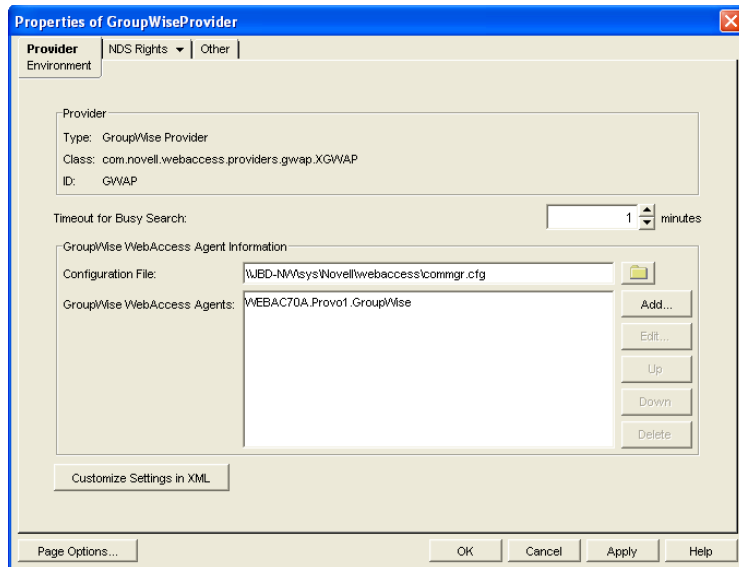 Properties of GroupWiseProvider
Provider NDS Rights Other
Environment
Provider
Type: GroupWise Provider
Class: com.novell.webaccess.providers.gwap.XGWAP
ID: GWAP
Timeout for Busy Search: 1 minutes
GroupWise WebAccess Agent Information
Configuration File: \\JBD-NW\sys\Novell\webaccess\commgr.cfg
GroupWise WebAccess Agents: WEBAC70A.Provo1.GroupWise
Add...
Edit...
Up
Down
Delete
Customize Settings in XML
Page Options... OK Cancel Apply Help